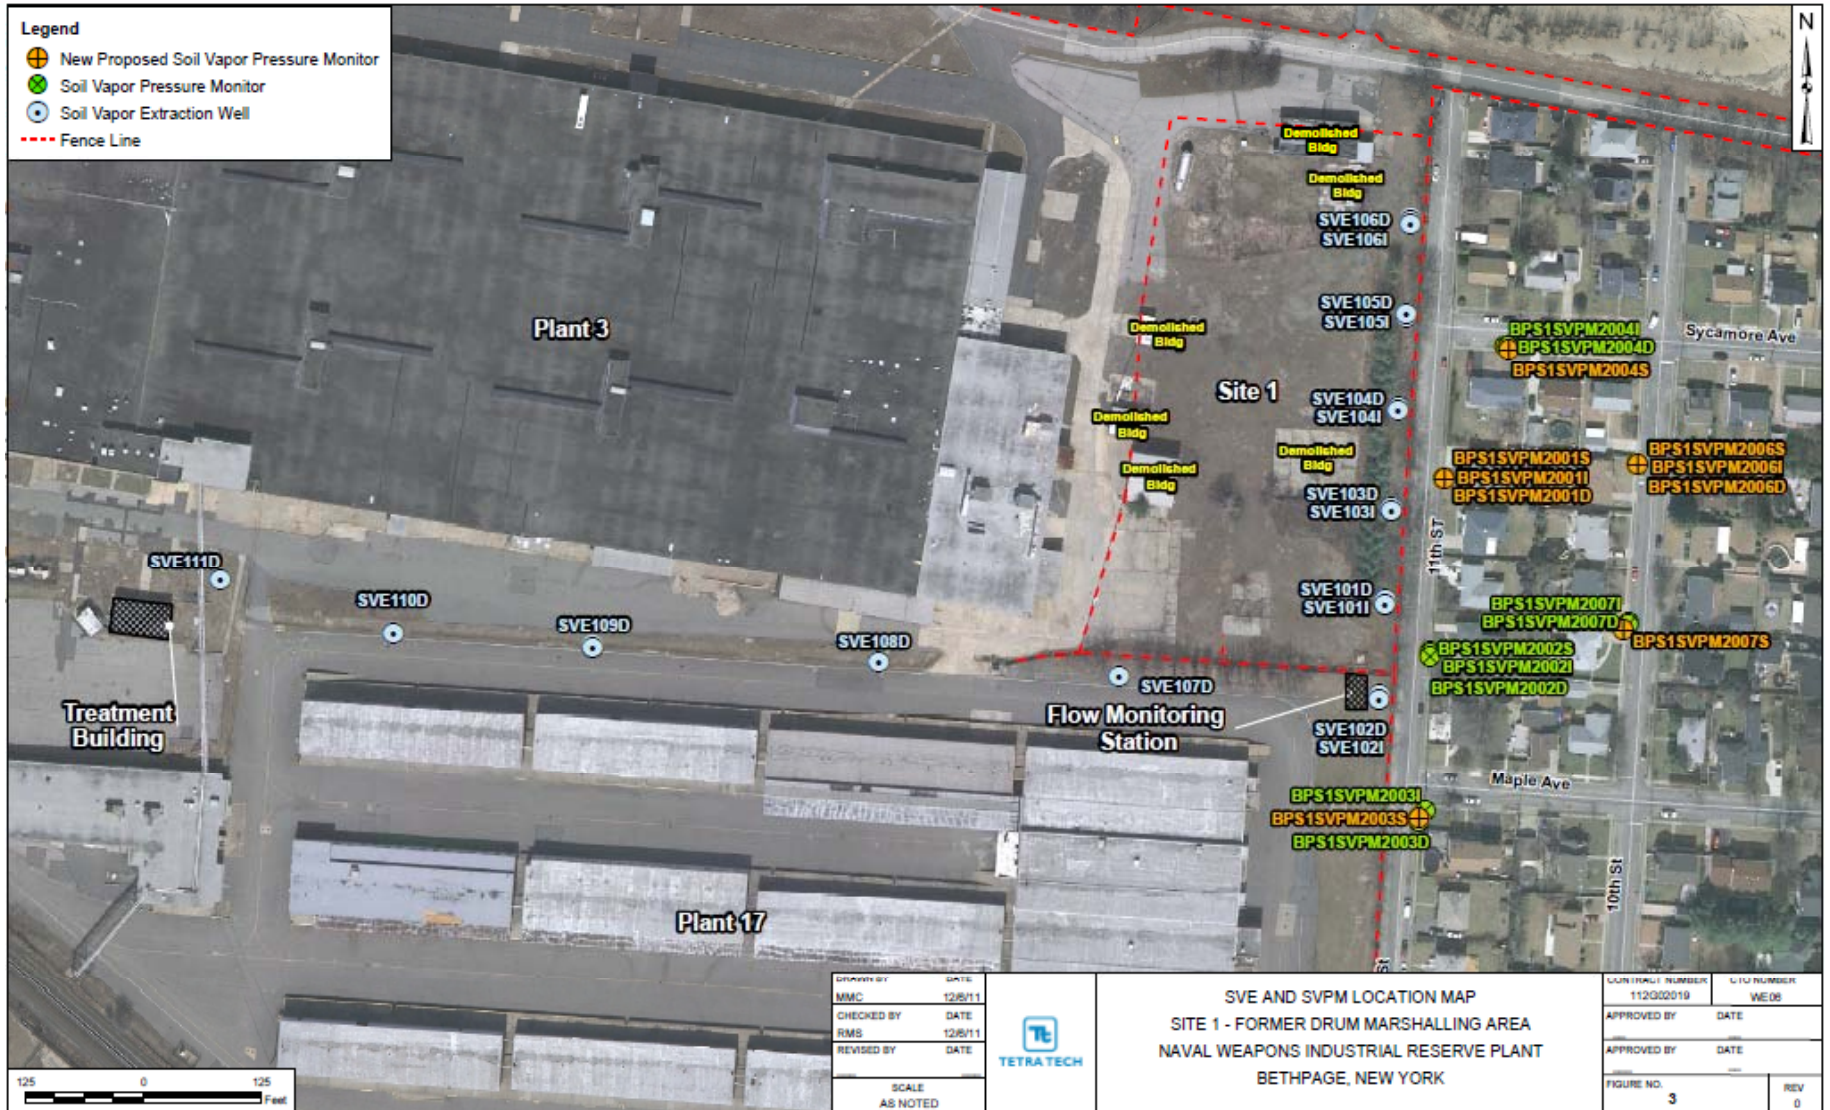 Legend
New Proposed Soil Vapor Pressure Monitor
Soil Vapor Pressure Monitor
Soil Vapor Extraction Well
Fence Line
N
Demolished
Bldg
Demolished
Bldg
SVE106D
SVE106I
SVE105D
SVE105I
BPS1SVPM2004I
BPS1SVPM2004D
BPS1SVPM2004S
Sycamore Ave
Plant 3
Demolished
Bldg
Site 1
SVE104D
SVE104I
Demolished
Bldg
Demolished
Bldg
Demolished
Bldg
BPS1SVPM2001S
BPS1SVPM2001I
BPS1SVPM2001D
BPS1SVPM2006S
BPS1SVPM2006I
BPS1SVPM2006D
SVE103D
SVE103I
11th ST
SVE111D
SVE110D
SVE109D
SVE108D
SVE101D
SVE101I
BPS1SVPM2007I
BPS1SVPM2007D
BPS1SVPM2007S
BPS1SVPM2002S
BPS1SVPM2002I
BPS1SVPM2002D
SVE107D
Treatment
Building
Flow Monitoring
Station
SVE102D
SVE102I
Maple Ave
BPS1SVPM2003I
BPS1SVPM2003S
BPS1SVPM2003D
10th St
Plant 17
St
125 0 125
Feet
DRAWN BY DATE
MMC 12/6/11
CHECKED BY DATE
RMS 12/6/11
REVISED BY DATE
SCALE
AS NOTED
Tt
TETRA TECH
SVE AND SVPM LOCATION MAP
SITE 1 - FORMER DRUM MARSHALLING AREA
NAVAL WEAPONS INDUSTRIAL RESERVE PLANT
BETHPAGE, NEW YORK
CONTRACT NUMBER CTO NUMBER
112G02019 WE06
APPROVED BY DATE
APPROVED BY DATE
FIGURE NO. REV
3 0